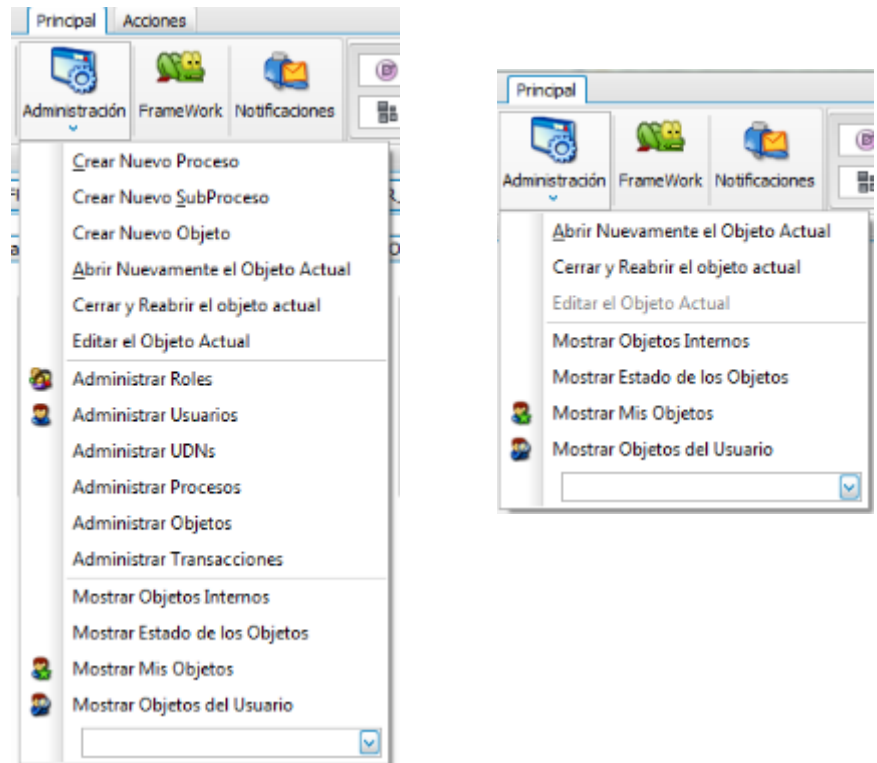 Principal Acciones
Administración FrameWork Notificaciones
Crear Nuevo Proceso
Crear Nuevo SubProceso
Crear Nuevo Objeto
Abrir Nuevamente el Objeto Actual
Cerrar y Reabrir el objeto actual
Editar el Objeto Actual
Administrar Roles
Administrar Usuarios
Administrar UDNs
Administrar Procesos
Administrar Objetos
Administrar Transacciones
Mostrar Objetos Internos
Mostrar Estado de los Objetos
Mostrar Mis Objetos
Mostrar Objetos del Usuario
Principal
Administración FrameWork Notificaciones
Abrir Nuevamente el Objeto Actual
Cerrar y Reabrir el objeto actual
Editar el Objeto Actual
Mostrar Objetos Internos
Mostrar Estado de los Objetos
Mostrar Mis Objetos
Mostrar Objetos del Usuario